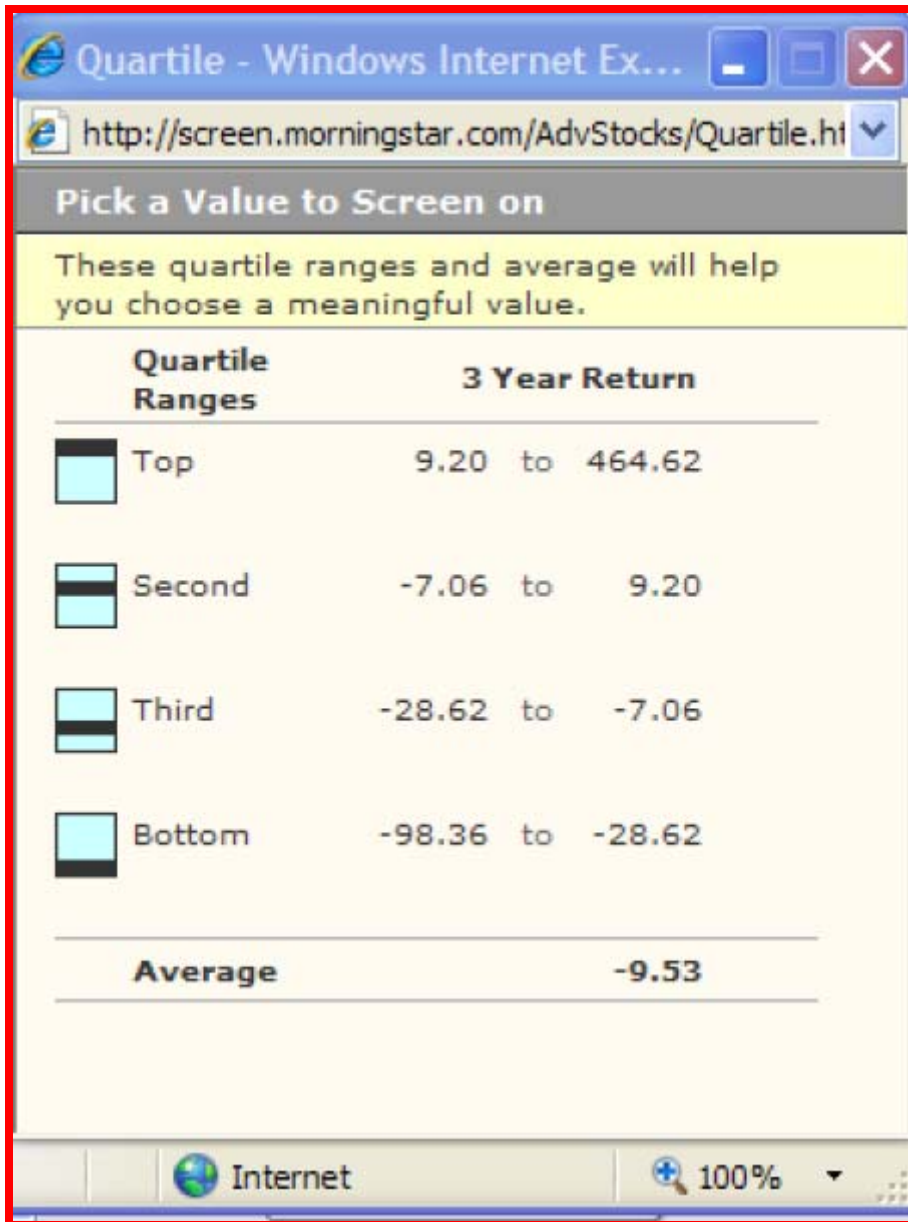 Quartile - Windows Internet Ex...
http://screen.morningstar.com/AdvStocks/Quartile.ht
Pick a Value to Screen on
These quartile ranges and average will help
you choose a meaningful value.
Quartile
Ranges
3 Year Return
Top 9.20 to 464.62
Second -7.06 to 9.20
Third -28.62 to -7.06
Bottom -98.36 to -28.62
Average -9.53
Internet 100%